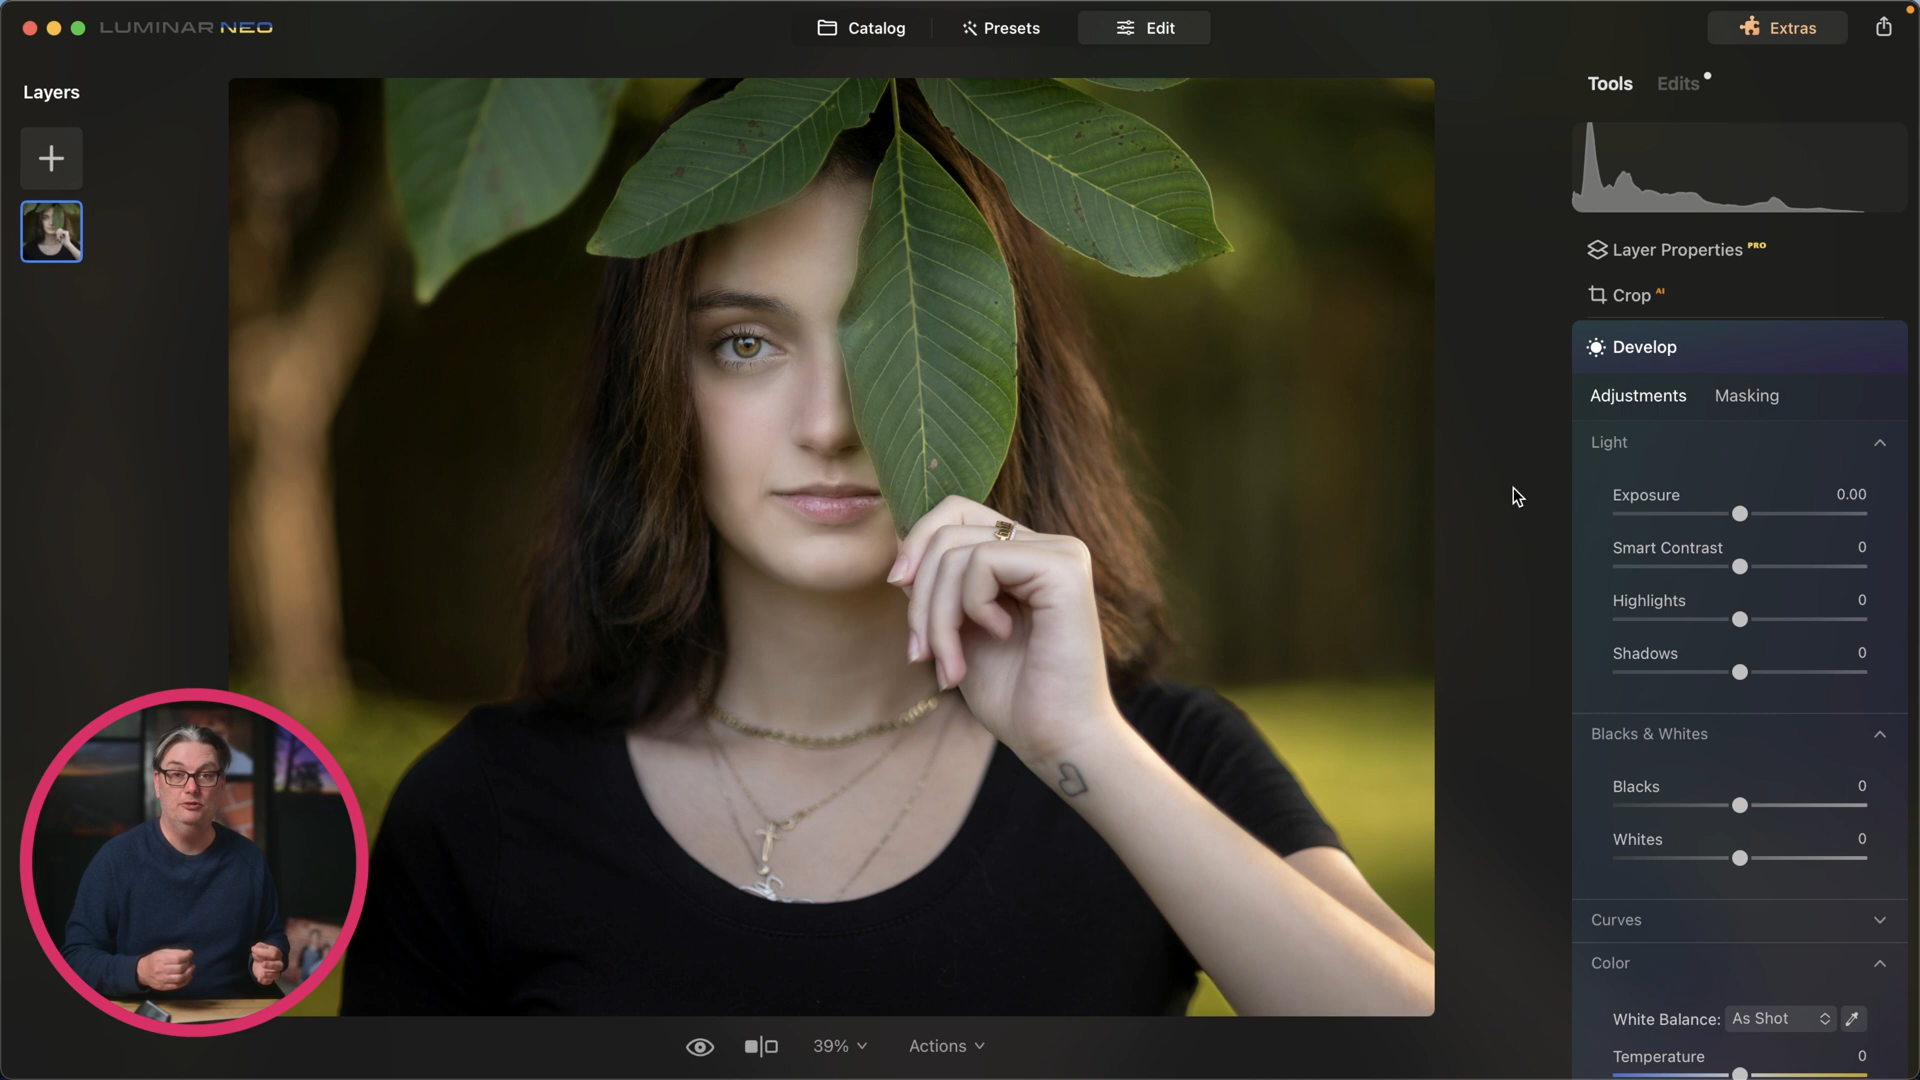 LUMINAR NEO
Catalog
Presets
Edit
Extras
Layers
Tools
Edits
Layer Properties PRO
Crop AI
Develop
Adjustments
Masking
Light
Exposure 0.00
Smart Contrast 0
Highlights 0
Shadows 0
Blacks & Whites
Blacks 0
Whites 0
Curves
Color
White Balance: As Shot
Temperature 0
39%
Actions